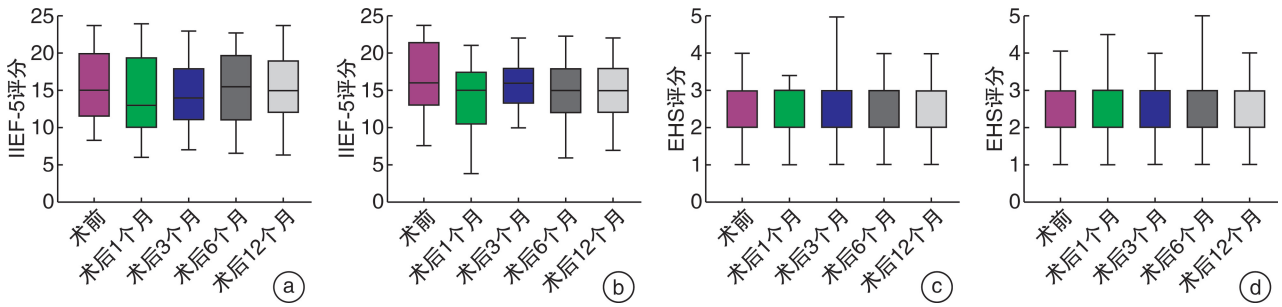 IIEF-5评分
25
20
15
10
5
0
术前
术后1个月
术后3个月
术后6个月
术后12个月
a
IIEF-5评分
25
20
15
10
5
0
术前
术后1个月
术后3个月
术后6个月
术后12个月
b
EHS评分
5
4
3
2
1
0
术前
术后1个月
术后3个月
术后6个月
术后12个月
c
EHS评分
5
4
3
2
1
0
术前
术后1个月
术后3个月
术后6个月
术后12个月
d